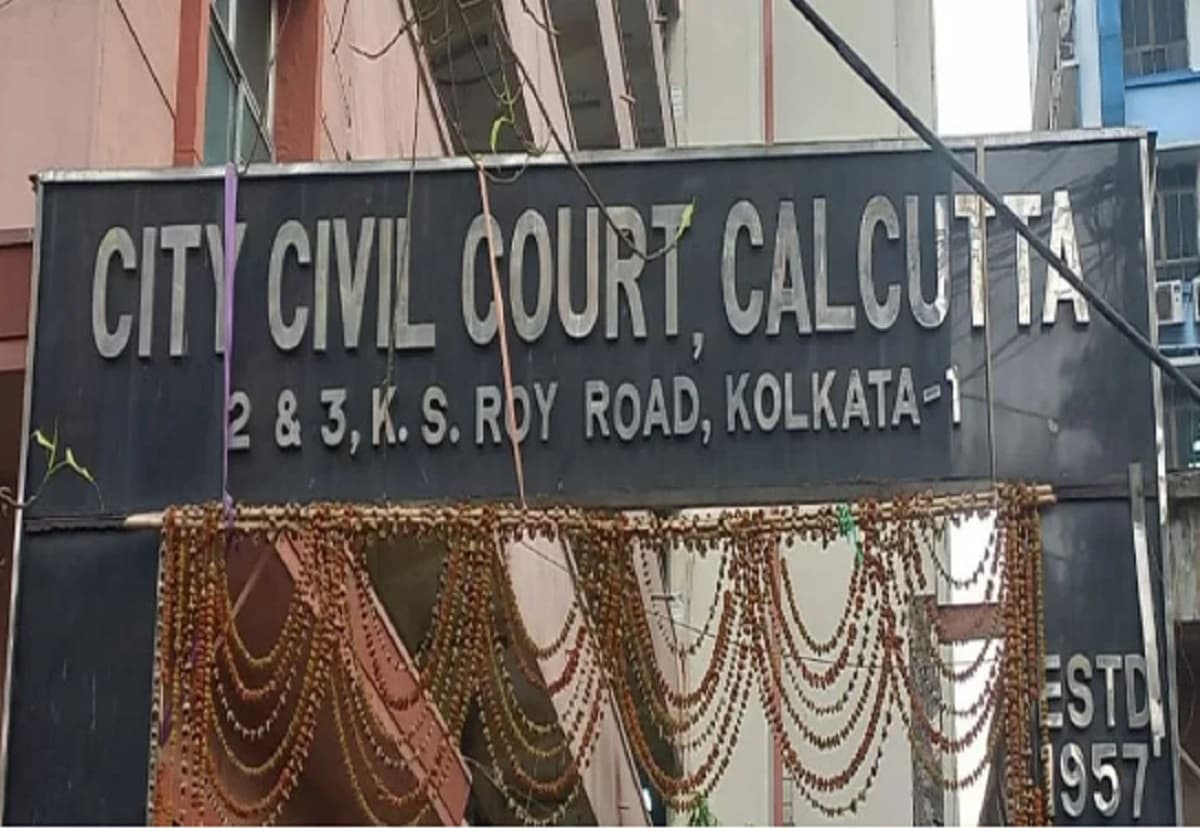 CITY CIVIL COURT, CALCUTTA
2 & 3, K. S. ROY ROAD, KOLKATA-1
ESTD
1957